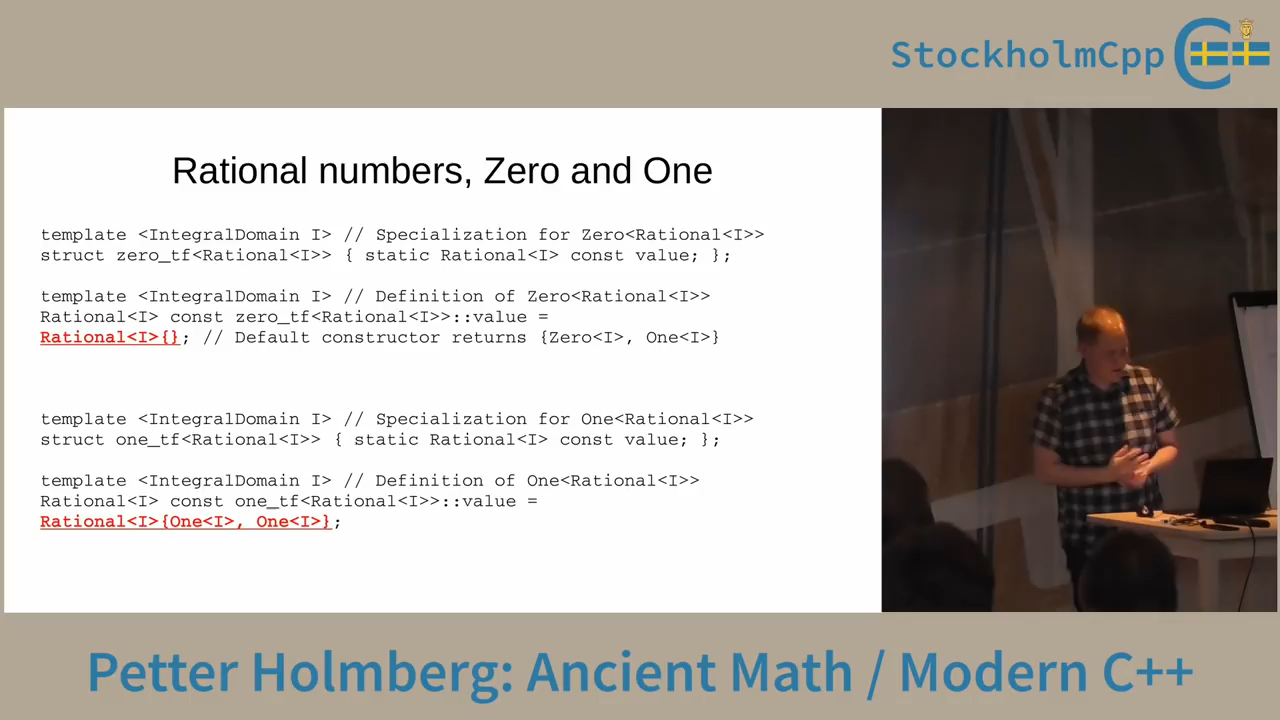 StockholmCpp
Rational numbers, Zero and One
template <IntegralDomain I> // Specialization for Zero<Rational<I>>
struct zero_tf<Rational<I>> { static Rational<I> const value; };
template <IntegralDomain I> // Definition of Zero<Rational<I>>
Rational<I> const zero_tf<Rational<I>>::value =
Rational<I>{}; // Default constructor returns {Zero<I>, One<I>}
template <IntegralDomain I> // Specialization for One<Rational<I>>
struct one_tf<Rational<I>> { static Rational<I> const value; };
template <IntegralDomain I> // Definition of One<Rational<I>>
Rational<I> const one_tf<Rational<I>>::value =
Rational<I>{One<I>, One<I>};
Petter Holmberg: Ancient Math / Modern C++